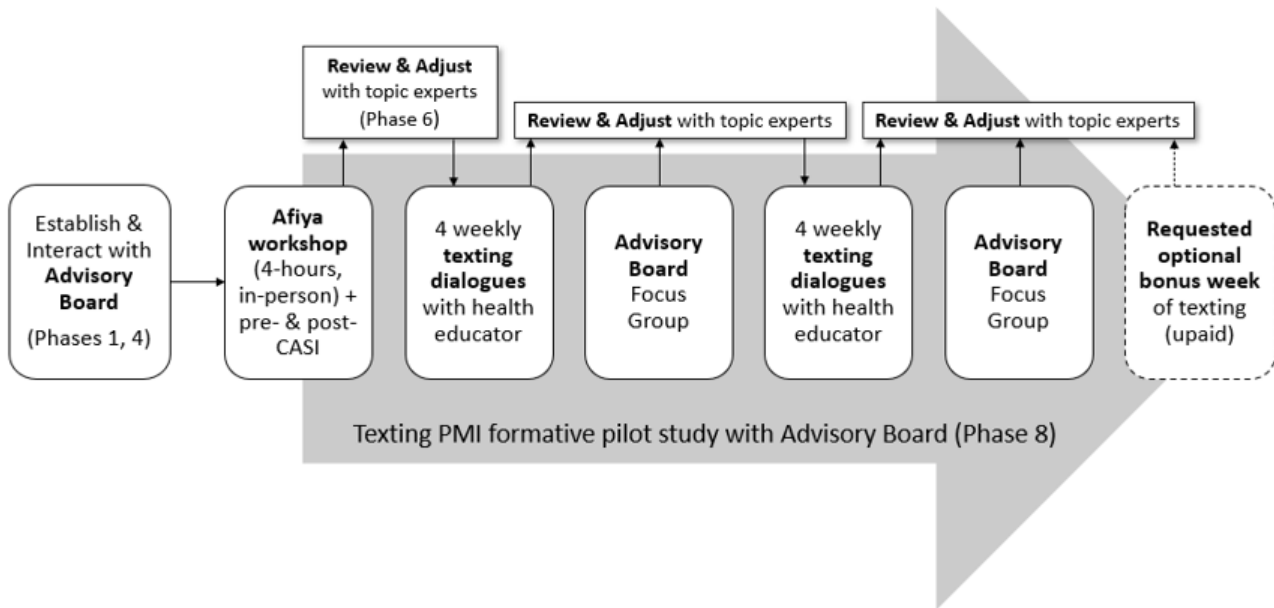 Review & Adjust
with topic experts
(Phase 6)
Review & Adjust with topic experts
Review & Adjust with topic experts
Establish &
Interact with
Advisory
Board
(Phases 1, 4)
Afiya
workshop
(4-hours,
in-person) +
pre- & post-
CASI
4 weekly
texting
dialogues
with health
educator
Advisory
Board
Focus
Group
4 weekly
texting
dialogues
with health
educator
Advisory
Board
Focus
Group
Requested
optional
bonus week
of texting
(upaid)
Texting PMI formative pilot study with Advisory Board (Phase 8)